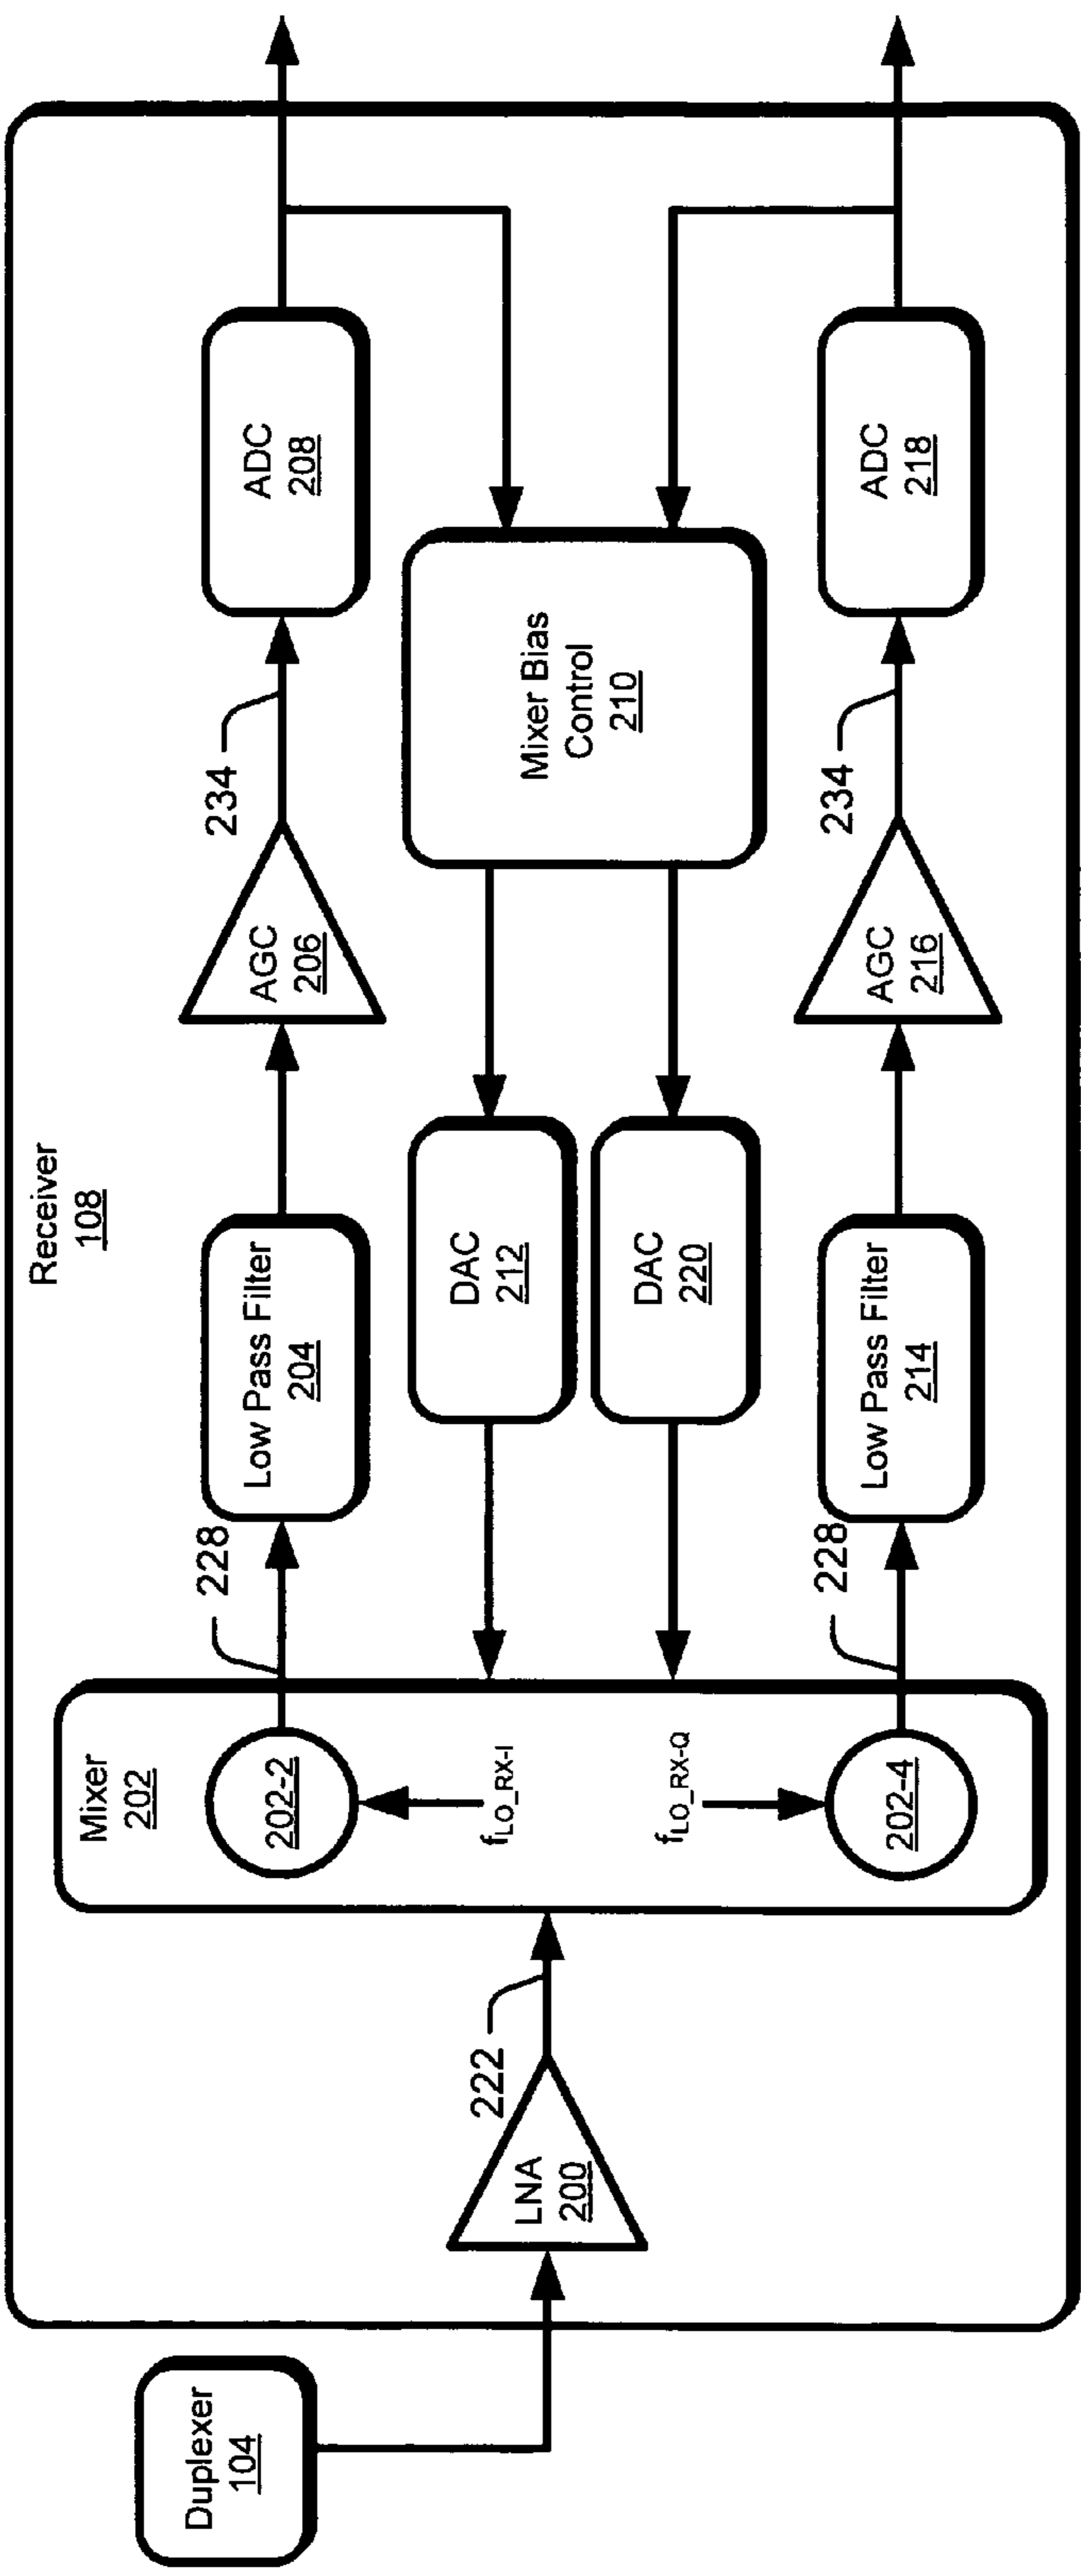 Receiver
108
Duplexer
104
LNA
200
222
Mixer
202
202-2
fLO_RX-I
fLO_RX-Q
202-4
228
Low Pass Filter
204
AGC
206
234
ADC
208
DAC
212
Mixer Bias
Control
210
DAC
220
228
Low Pass Filter
214
AGC
216
234
ADC
218